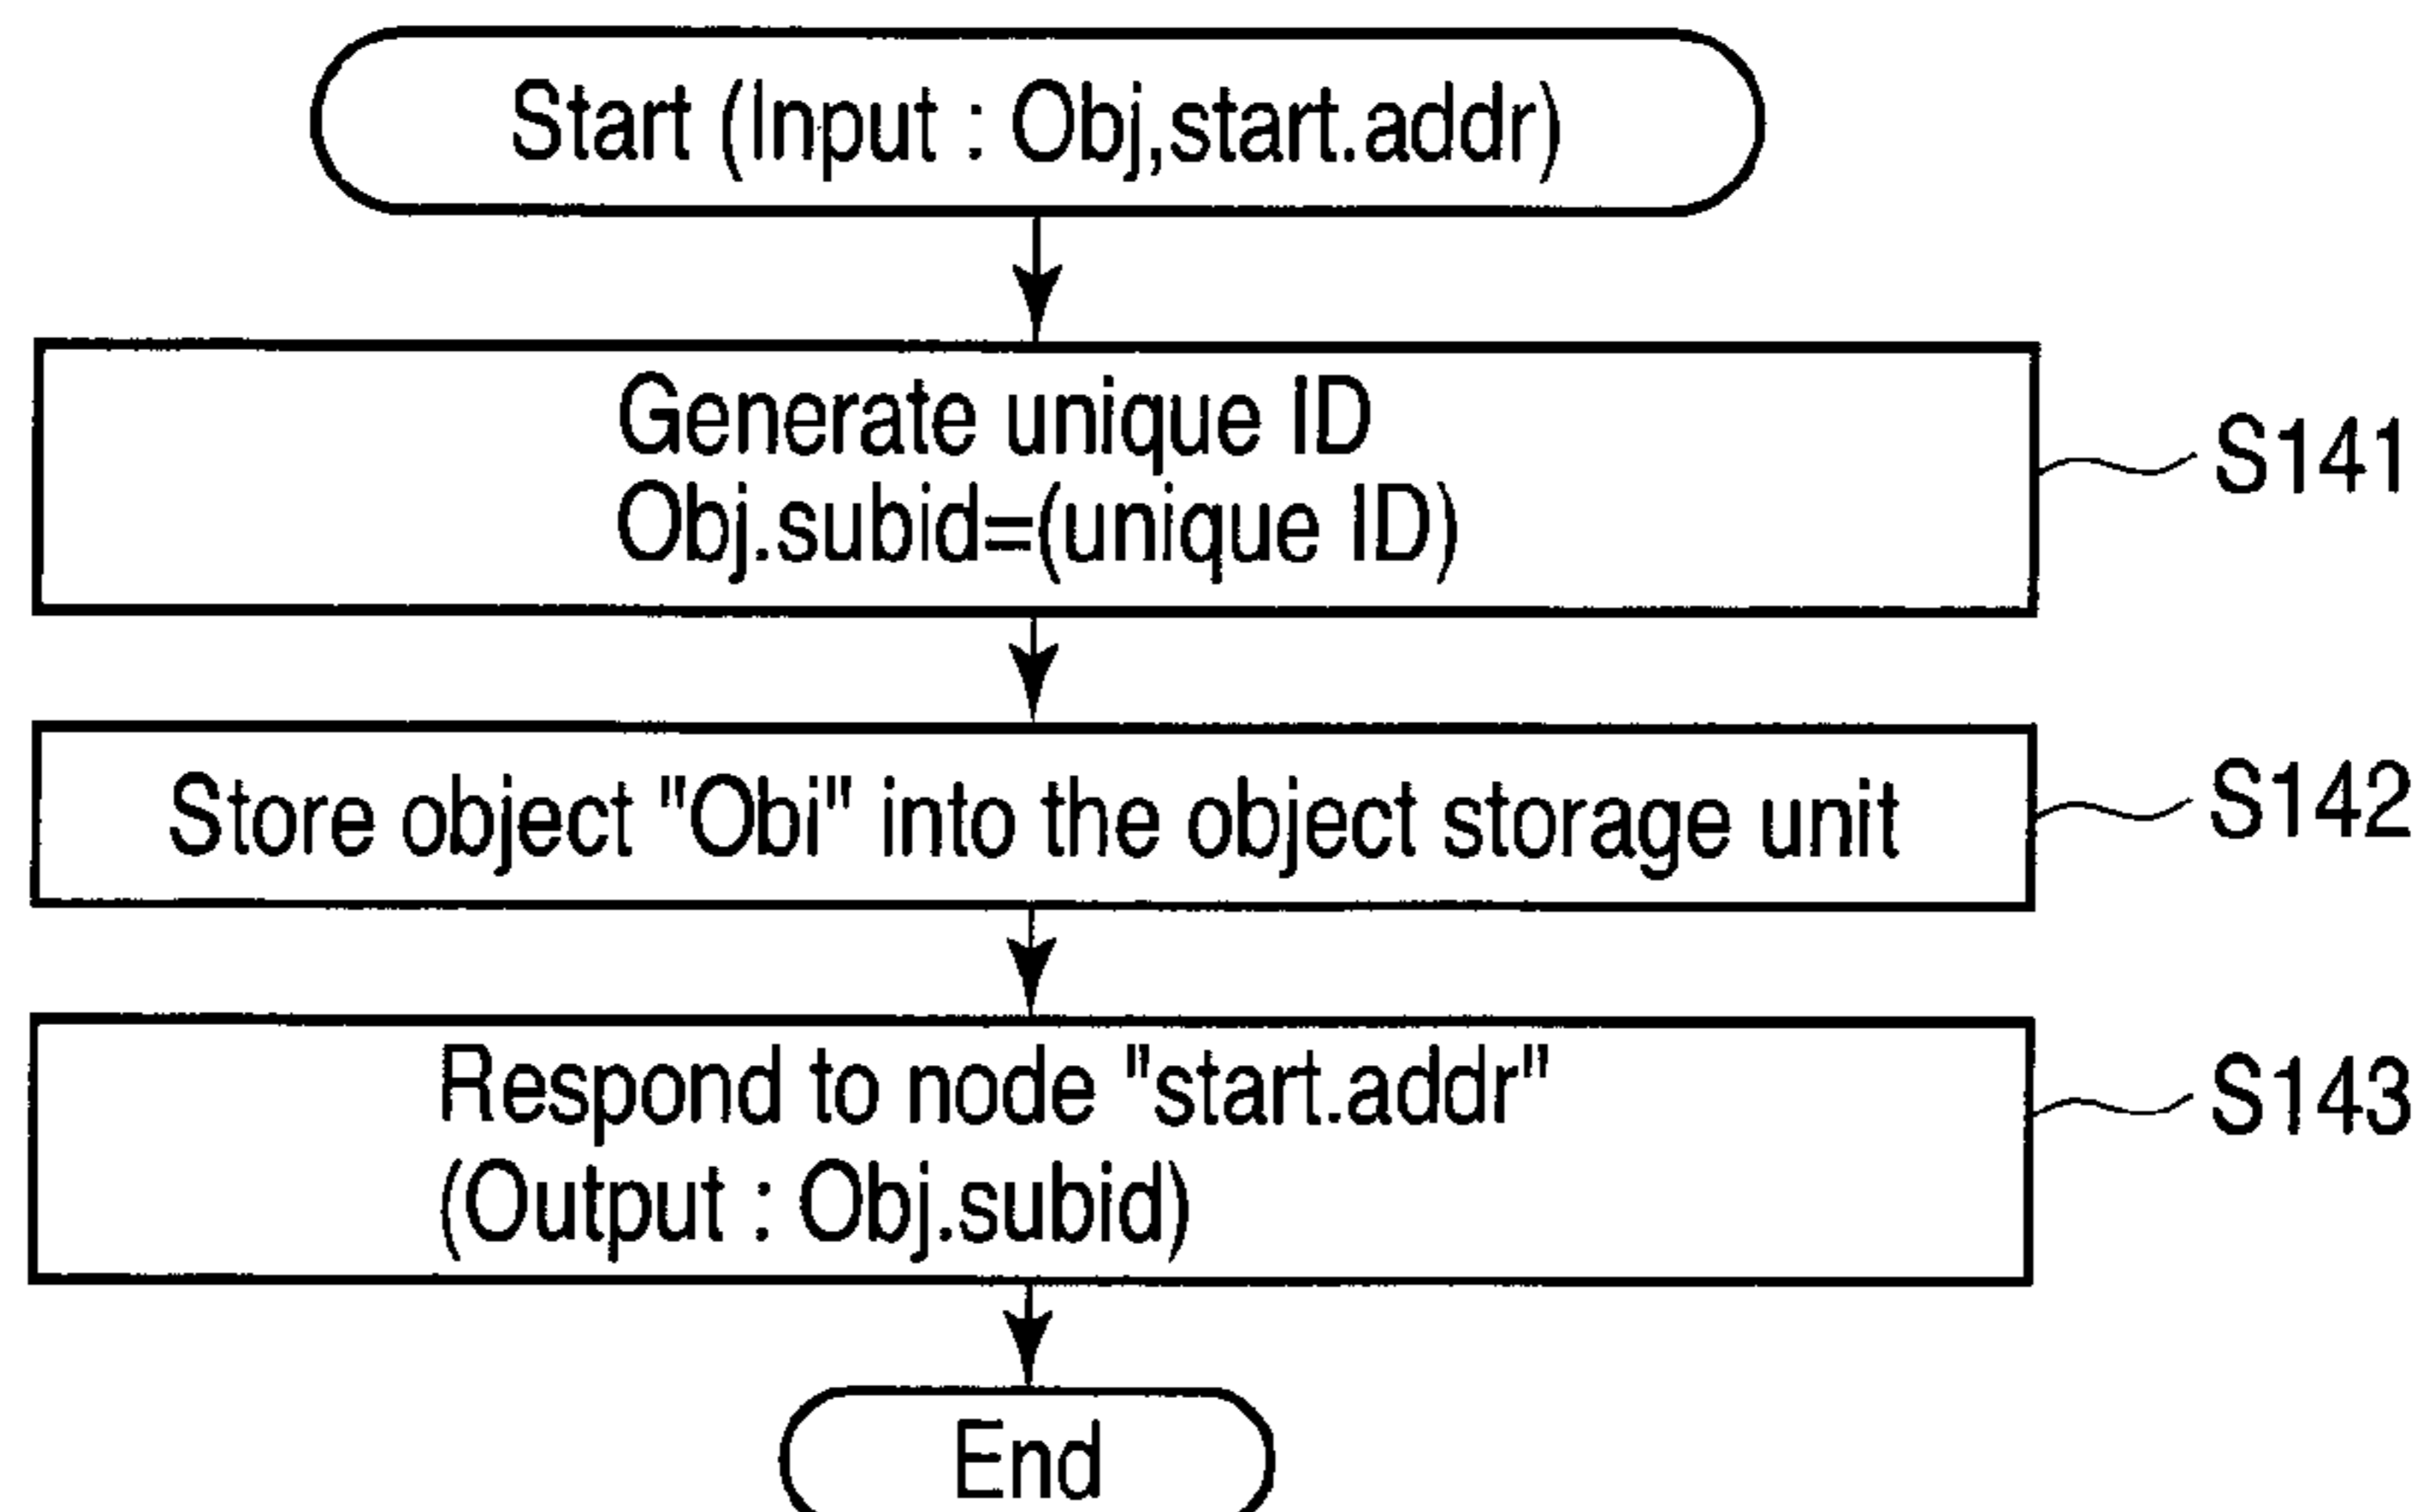 Start (Input : Obj,start.addr)
Generate unique ID
Obj.subid=(unique ID)
S141
Store object "Obi" into the object storage unit
S142
Respond to node "start.addr"
(Output : Obj.subid)
S143
End